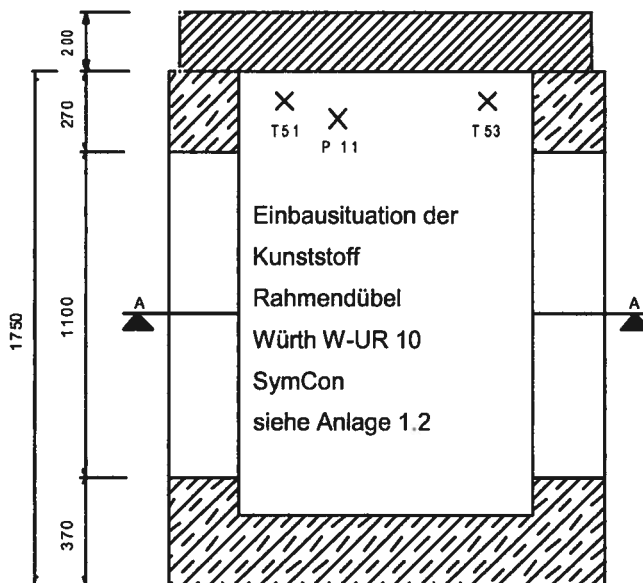 200
270
T51
T53
P 11
Einbausituation der
Kunststoff
Rahmendübel
A
A
1100
1750
Würth W-UR 10
SymCon
siehe Anlage 1.2
370